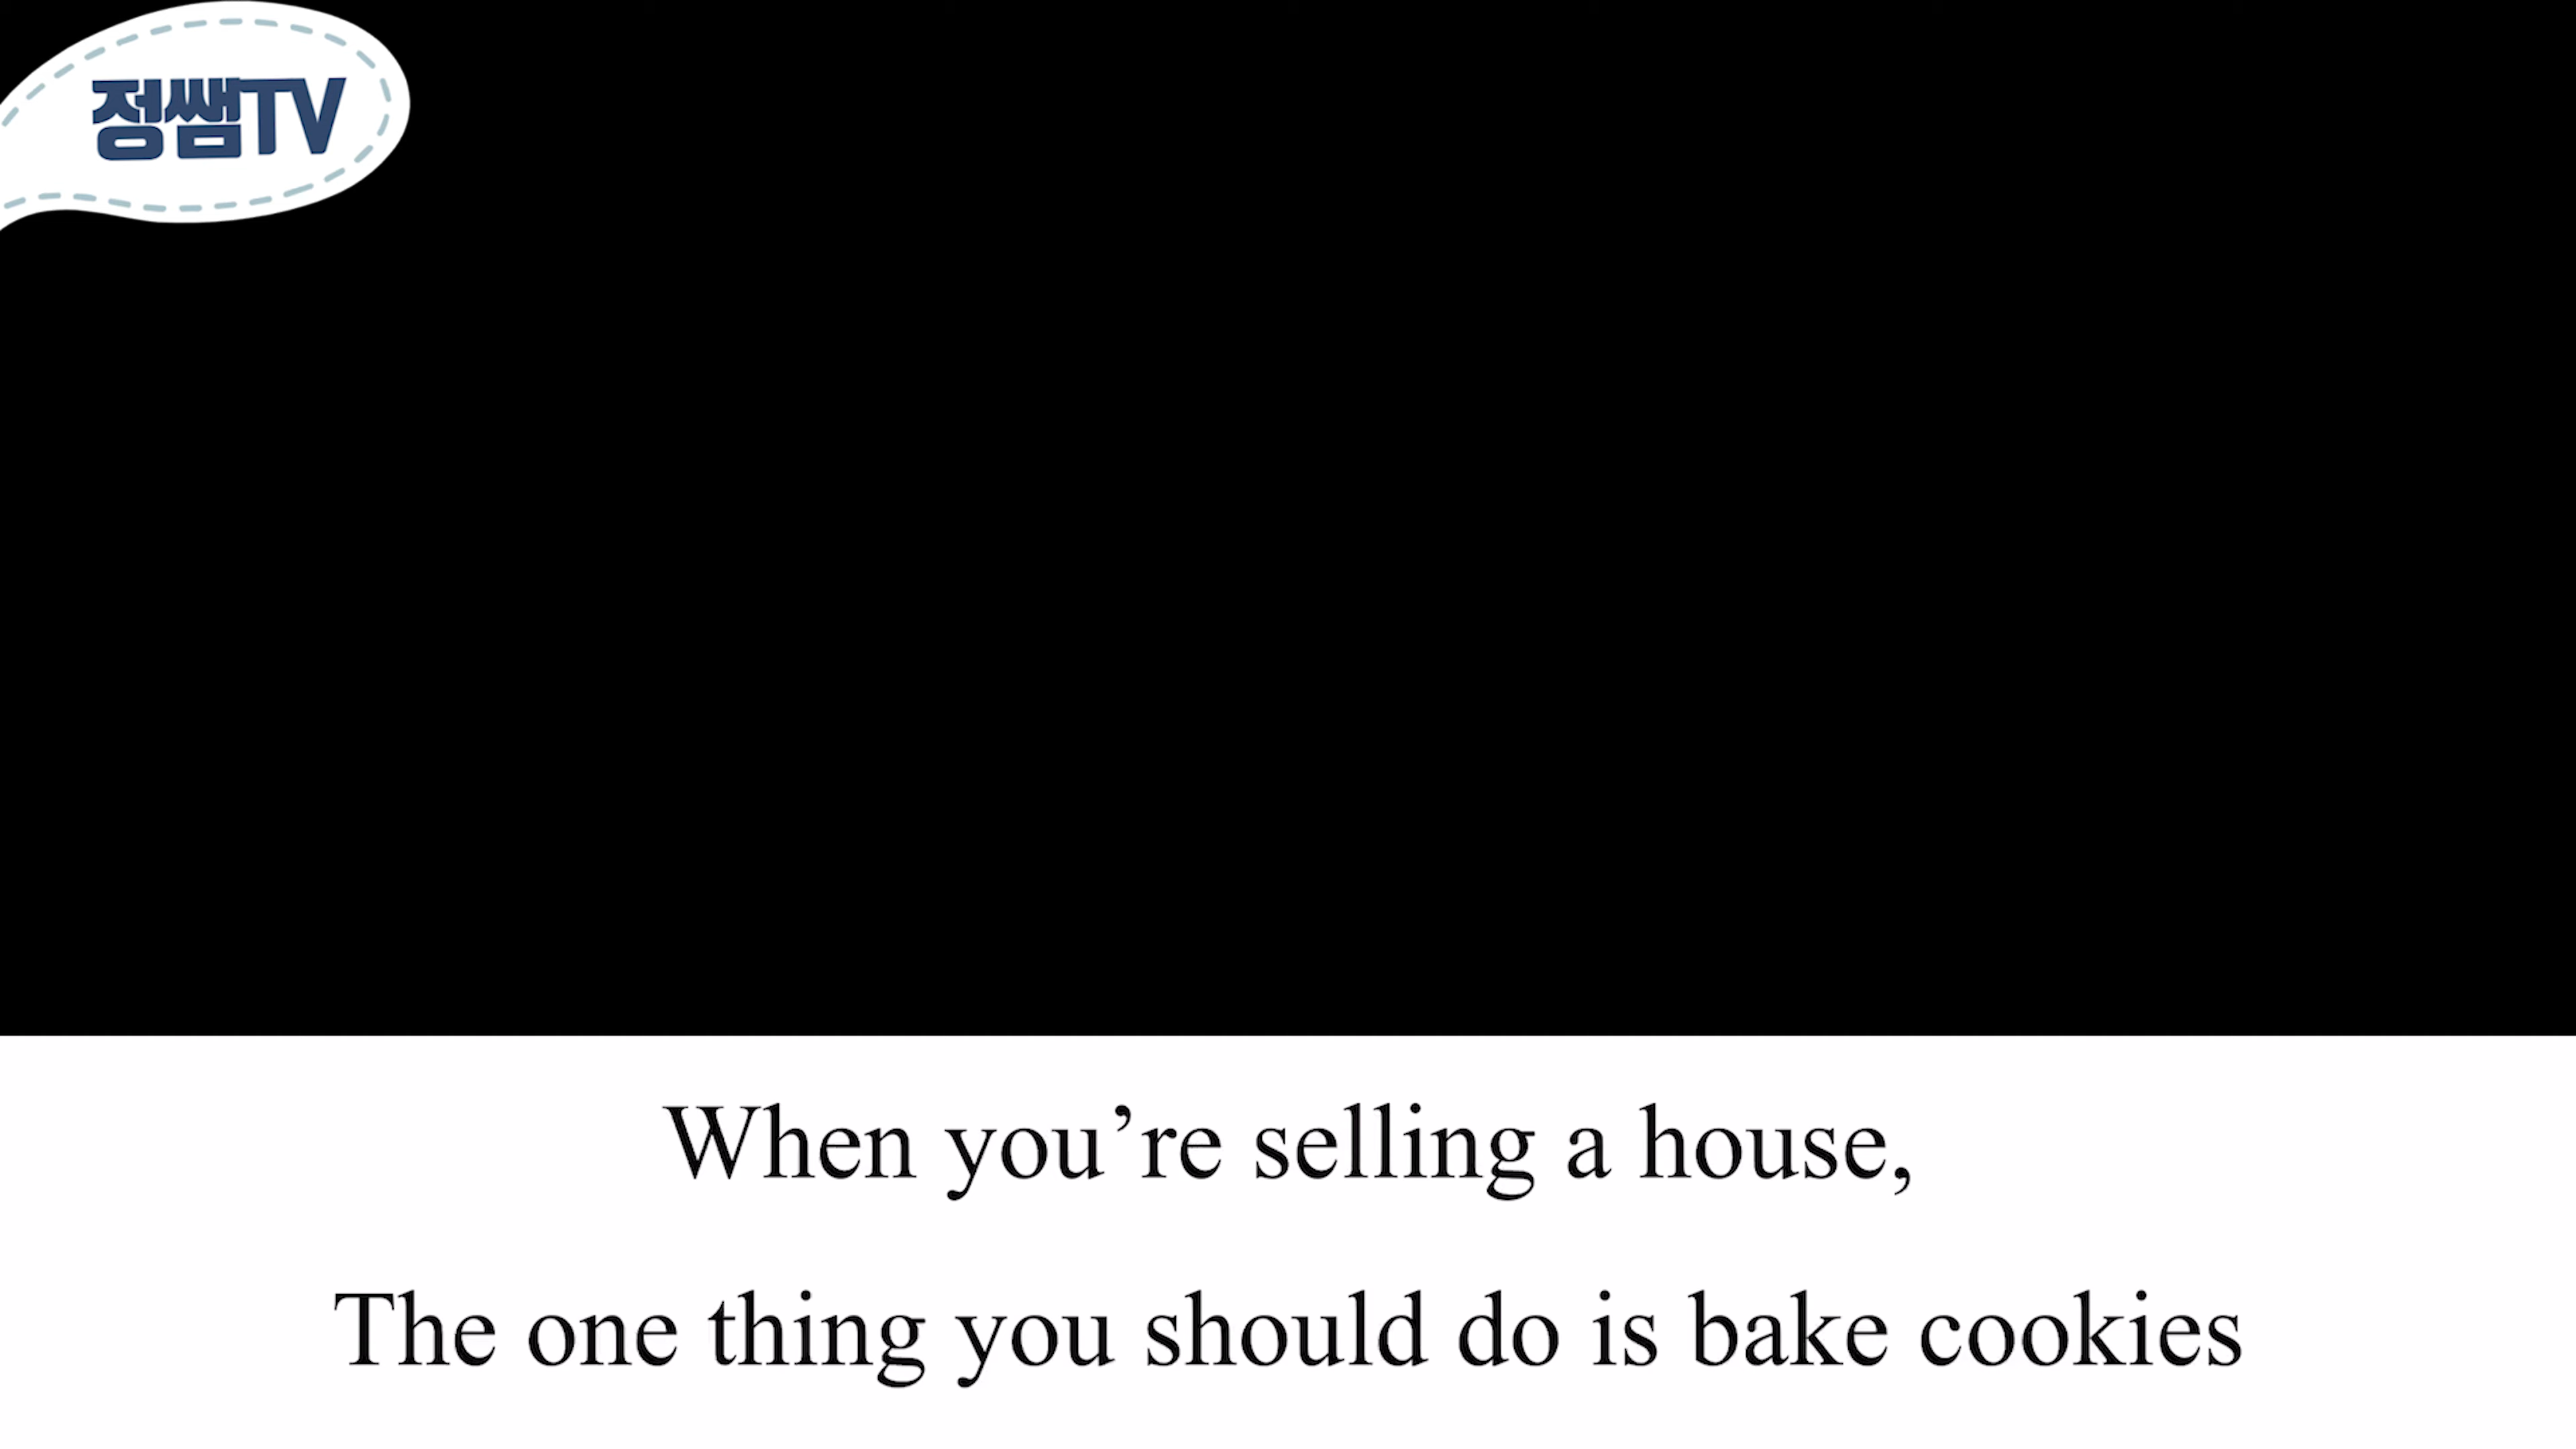 정쌤TV
When you’re selling a house,
The one thing you should do is bake cookies